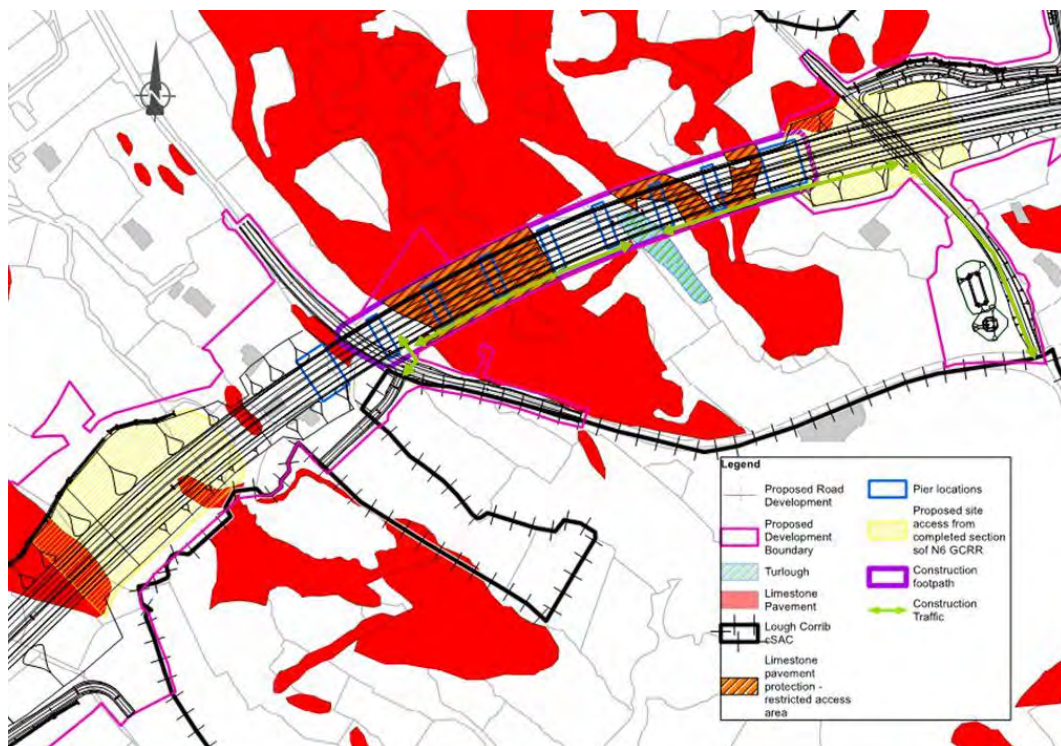 Legend
Proposed Road
Development
Proposed
Development
Boundary
Turlough
Limestone
Pavement
Lough Corrib
cSAC
Limestone
pavement
protection -
restricted access
area
Pier locations
Proposed site
access from
completed section
sof N6 GCRR
Construction
footpath
Construction
Traffic